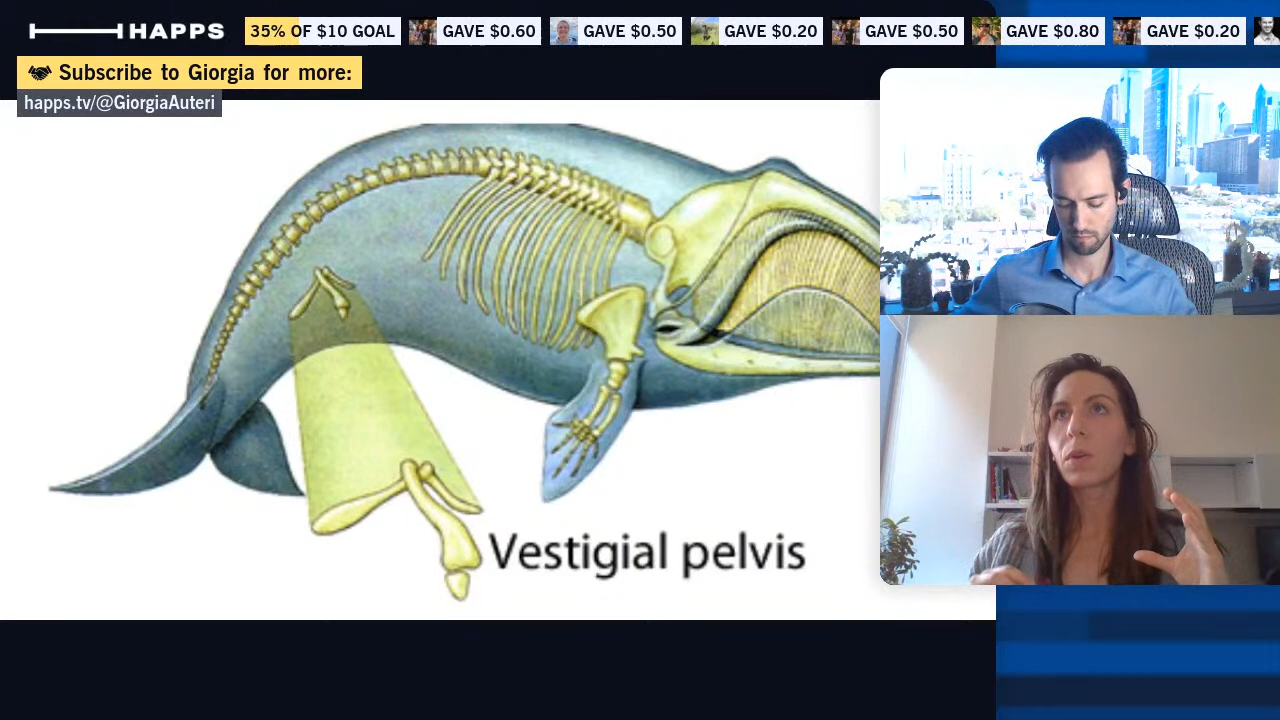 HAPPS
35% OF $10 GOAL
GAVE $0.60
GAVE $0.50
GAVE $0.20
GAVE $0.50
GAVE $0.80
GAVE $0.20
Subscribe to Giorgia for more:
happs.tv/@GiorgiaAuteri
Vestigial pelvis